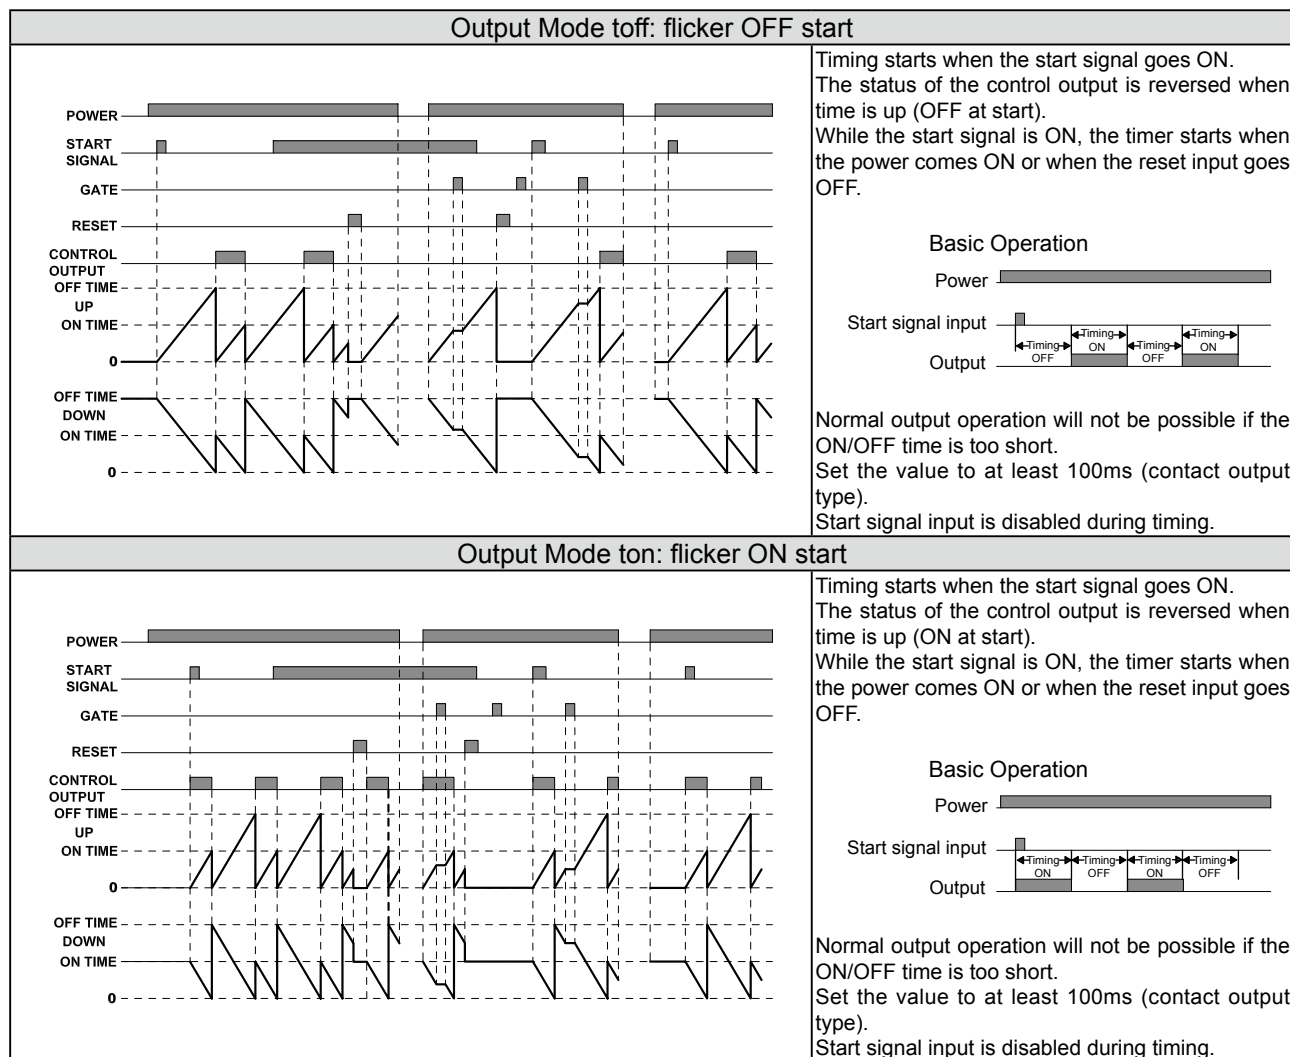 Output Mode toff: flicker OFF start
POWER
START
SIGNAL
GATE
RESET
CONTROL
OUTPUT
OFF TIME
UP
ON TIME
0
OFF TIME
DOWN
ON TIME
0
Timing starts when the start signal goes ON.
The status of the control output is reversed when
time is up (OFF at start).
While the start signal is ON, the timer starts when
the power comes ON or when the reset input goes
OFF.
Basic Operation
Power
Start signal input
Timing Timing Timing Timing
OFF ON OFF ON
Output
Normal output operation will not be possible if the
ON/OFF time is too short.
Set the value to at least 100ms (contact output
type).
Start signal input is disabled during timing.
Output Mode ton: flicker ON start
POWER
START
SIGNAL
GATE
RESET
CONTROL
OUTPUT
OFF TIME
UP
ON TIME
0
OFF TIME
DOWN
ON TIME
0
Timing starts when the start signal goes ON.
The status of the control output is reversed when
time is up (ON at start).
While the start signal is ON, the timer starts when
the power comes ON or when the reset input goes
OFF.
Basic Operation
Power
Start signal input
Timing Timing Timing Timing
ON OFF ON OFF
Output
Normal output operation will not be possible if the
ON/OFF time is too short.
Set the value to at least 100ms (contact output
type).
Start signal input is disabled during timing.